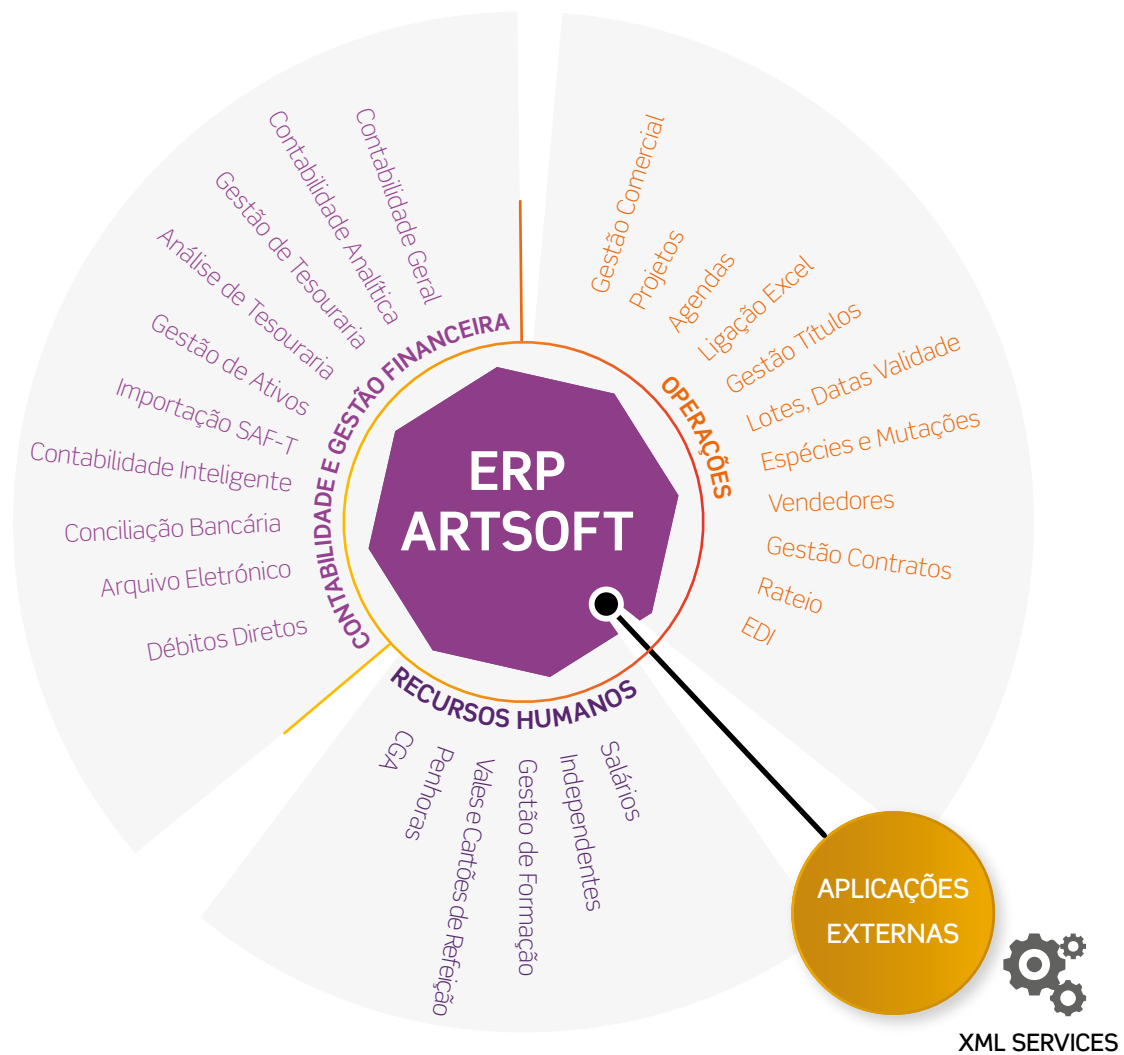 ERP
ARTSOFT
CONTABILIDADE E GESTÃO FINANCEIRA
Contabilidade Geral
Contabilidade Analítica
Gestão de Tesouraria
Análise de Tesouraria
Gestão de Ativos
Importação SAF-T
Contabilidade Inteligente
Conciliação Bancária
Arquivo Eletrónico
Débitos Diretos
OPERAÇÕES
Gestão Comercial
Projetos
Agendas
Ligação Excel
Gestão Títulos
Lotes, Datas Validade
Espécies e Mutações
Vendedores
Gestão Contratos
Rateio
EDI
RECURSOS HUMANOS
CGA
Penhoras
Vales e Cartões de Refeição
Gestão de Formação
Independentes
Salários
APLICAÇÕES
EXTERNAS
XML SERVICES